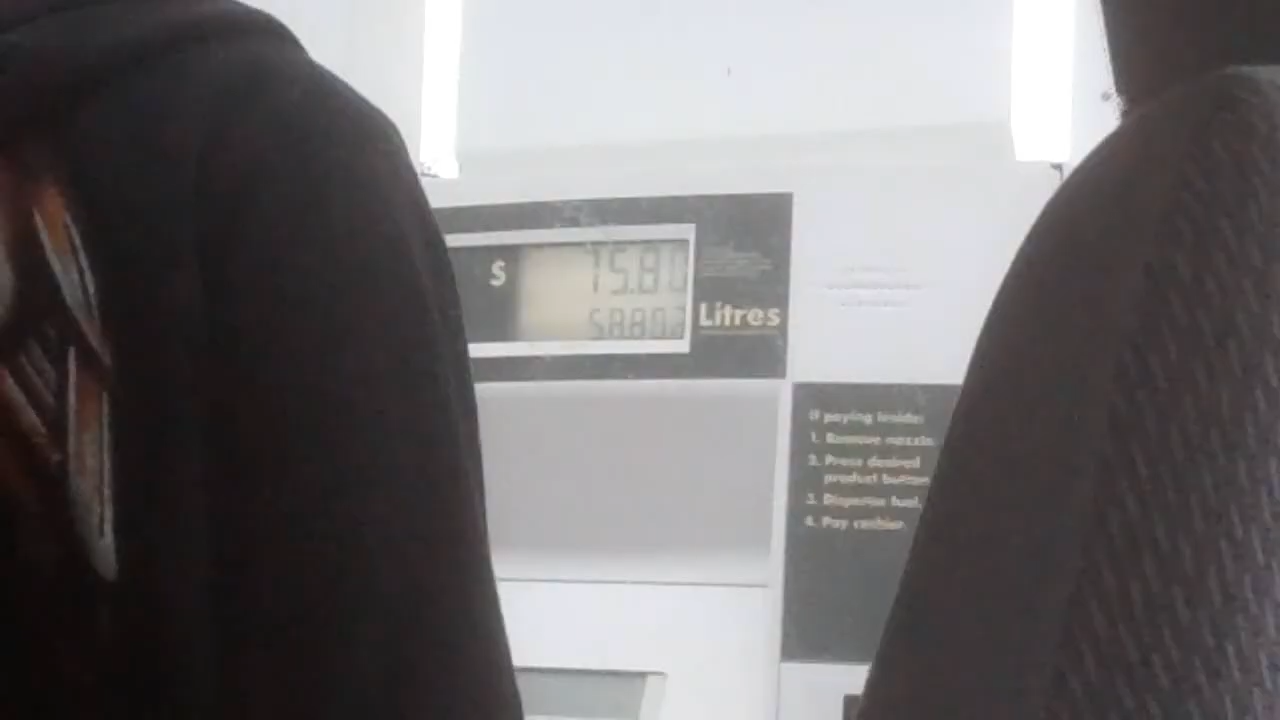 $ 75.80
58.802
Litres
If paying inside:
1. Remove nozzle
2. Press desired
product button
3. Dispense fuel.
4. Pay cashier